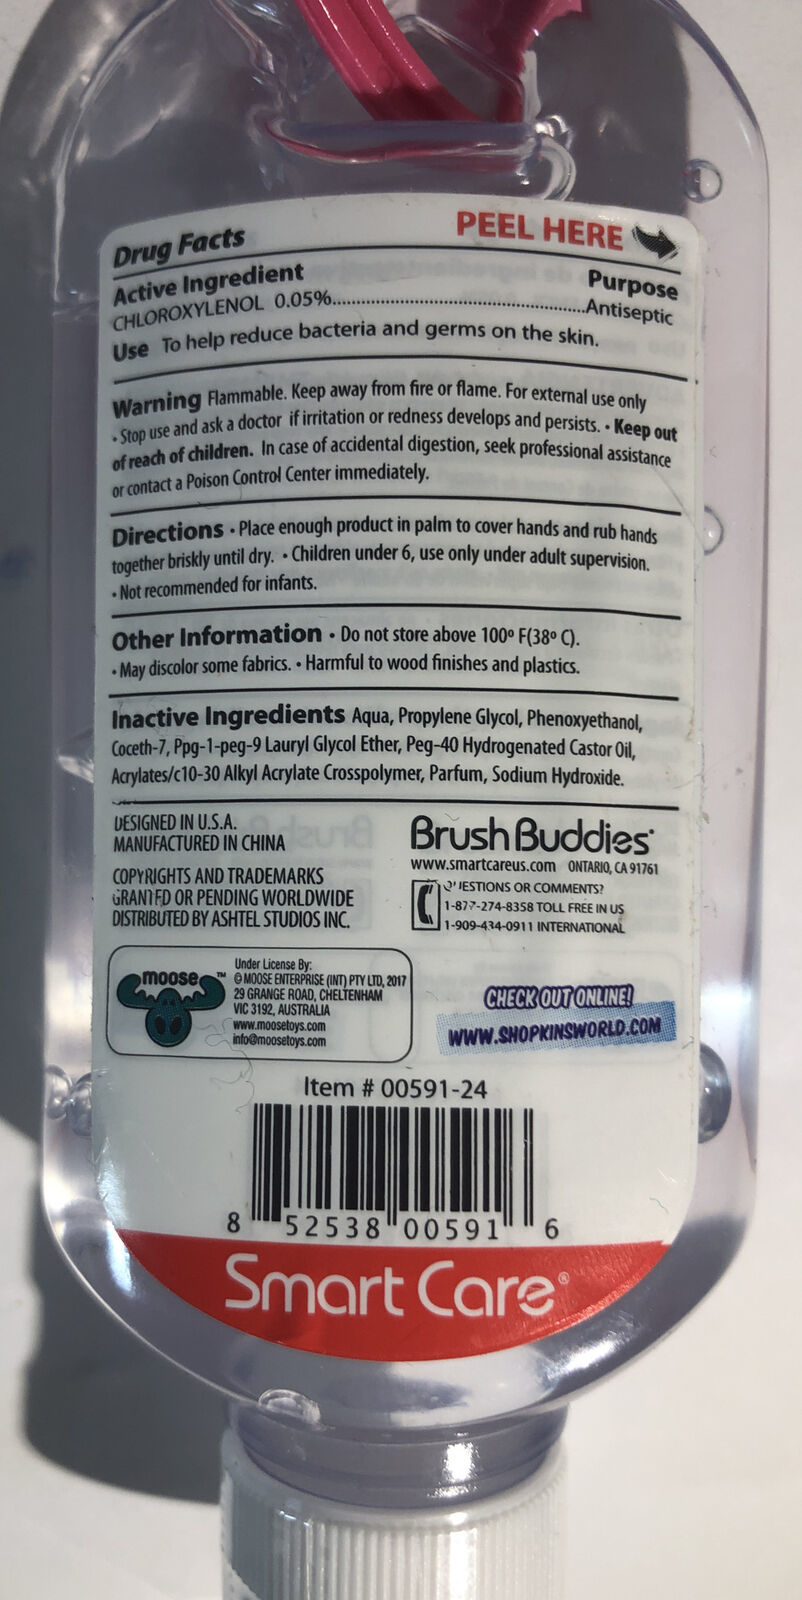 Drug Facts PEEL HERE
Active Ingredient Purpose
CHLOROXYLENOL 0.05%.............................................................Antiseptic
Use To help reduce bacteria and germs on the skin.
Warning Flammable. Keep away from fire or flame. For external use only
• Stop use and ask a doctor if irritation or redness develops and persists. • Keep out
of reach of children. In case of accidental digestion, seek professional assistance
or contact a Poison Control Center immediately.
Directions • Place enough product in palm to cover hands and rub hands
together briskly until dry. • Children under 6, use only under adult supervision.
• Not recommended for infants.
Other Information • Do not store above 100º F(38º C).
• May discolor some fabrics. • Harmful to wood finishes and plastics.
Inactive Ingredients Aqua, Propylene Glycol, Phenoxyethanol,
Coceth-7, Ppg-1-peg-9 Lauryl Glycol Ether, Peg-40 Hydrogenated Castor Oil,
Acrylates/c10-30 Alkyl Acrylate Crosspolymer, Parfum, Sodium Hydroxide.
DESIGNED IN U.S.A.
MANUFACTURED IN CHINA
COPYRIGHTS AND TRADEMARKS
GRANTED OR PENDING WORLDWIDE
DISTRIBUTED BY ASHTEL STUDIOS INC.
BrushBuddies
www.smartcareus.com ONTARIO, CA 91761
QUESTIONS OR COMMENTS?
1-877-274-8358 TOLL FREE IN US
1-909-434-0911 INTERNATIONAL
moose™
Under License By:
© MOOSE ENTERPRISE (INT) PTY LTD, 2017
29 GRANGE ROAD, CHELTENHAM
VIC 3192, AUSTRALIA
www.moosetoys.com
info@moosetoys.com
CHECK OUT ONLINE!
WWW.SHOPKINSWORLD.COM
Item # 00591-24
8 52538 00591 6
Smart Care®